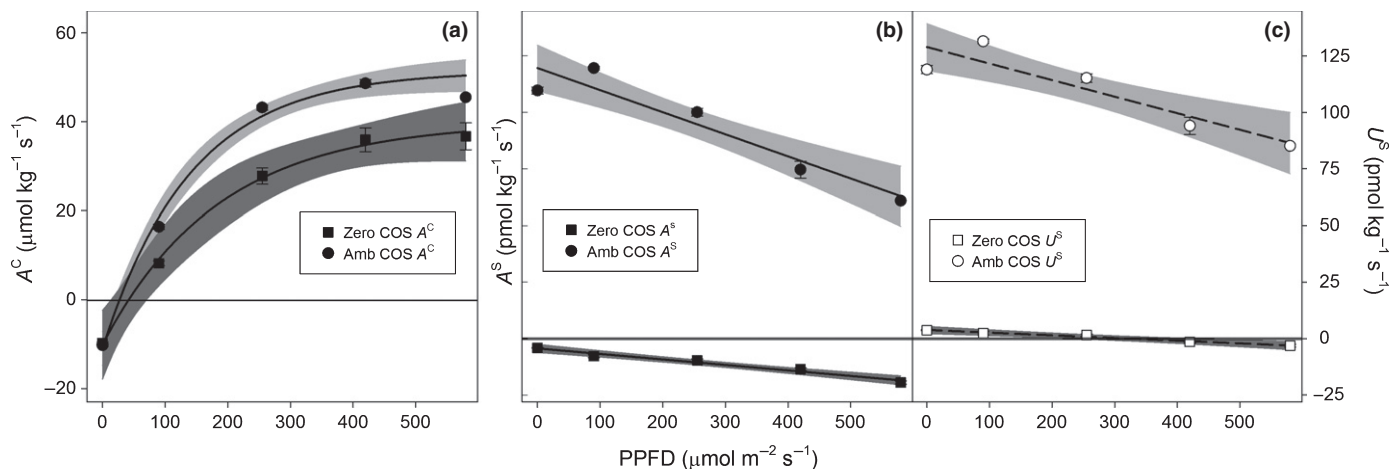 (a)
(b)
(c)
60
40
20
0
–20
A^C (μmol kg⁻¹ s⁻¹)
Zero COS A^C
Amb COS A^C
0 100 200 300 400 500
A^S (pmol kg⁻¹ s⁻¹)
Zero COS A^s
Amb COS A^S
0 100 200 300 400 500
Zero COS U^S
Amb COS U^S
0 100 200 300 400 500
125
100
75
50
25
0
–25
U^S (pmol kg⁻¹ s⁻¹)
PPFD (μmol m⁻² s⁻¹)